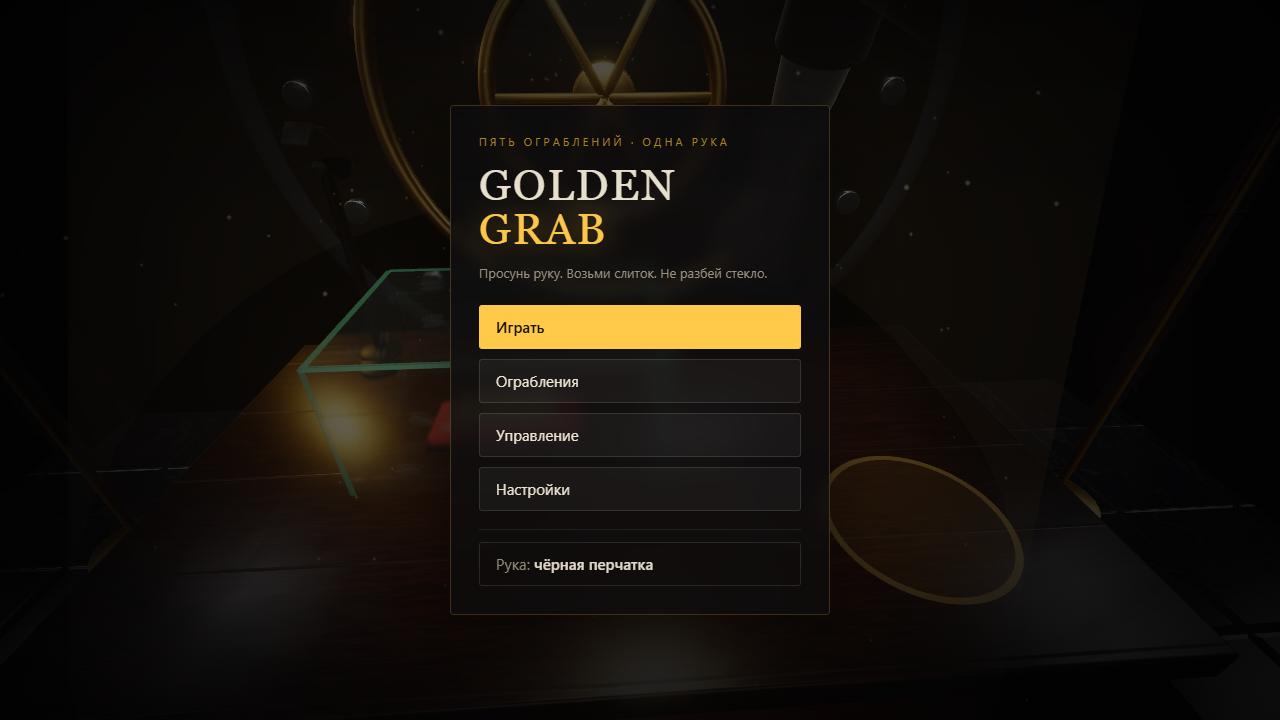 ПЯТЬ ОГРАБЛЕНИЙ · ОДНА РУКА
GOLDEN
GRAB
Просунь руку. Возьми слиток. Не разбей стекло.
Играть
Ограбления
Управление
Настройки
Рука: чёрная перчатка